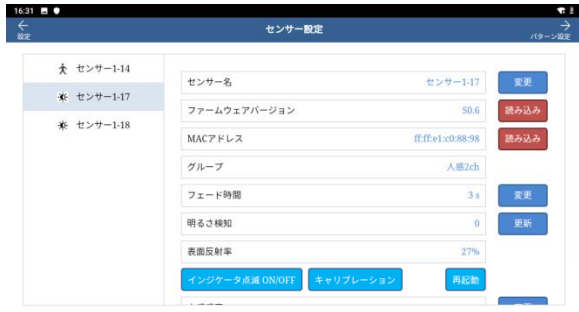 16:31
センサー設定
設定
パターン設定
センサー1-14
センサー1-17
センサー1-18
センサー名 センサー1-17 変更
ファームウェアバージョン S0.6 読み込み
MACアドレス ff:ff:e1:c0:88:98 読み込み
グループ 人感2ch
フェード時間 3 s 変更
明るさ検知 0 更新
表面反射率 27%
インジケータ点滅 ON/OFF キャリブレーション 再起動